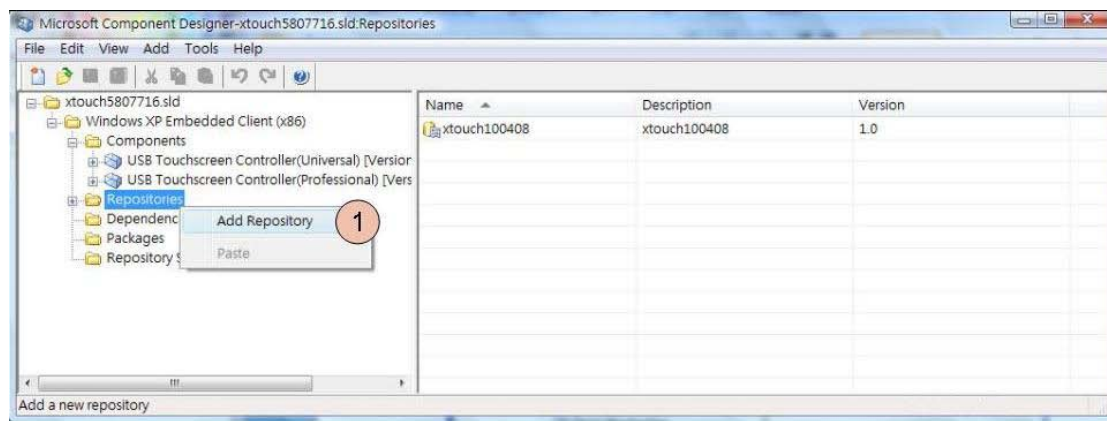 Microsoft Component Designer-xtouch5807716.sld:Repositories
File Edit View Add Tools Help
xtouch5807716.sld
Windows XP Embedded Client (x86)
Components
USB Touchscreen Controller(Universal) [Version
USB Touchscreen Controller(Professional) [Vers
Repositories
Dependenc
Packages
Repository S
Add Repository
1
Paste
Name Description Version
xtouch100408 xtouch100408 1.0
Add a new repository